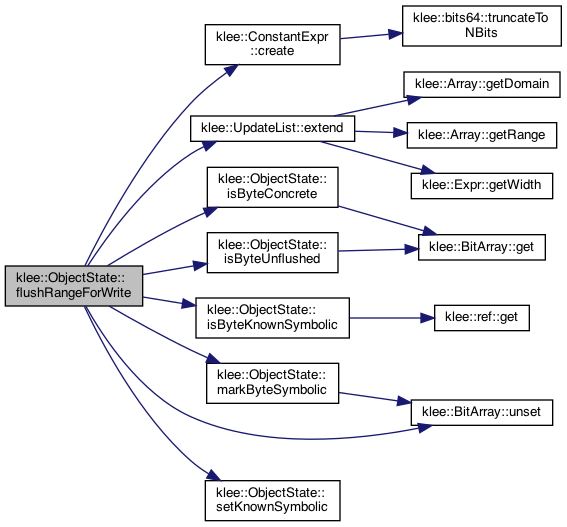 klee::ObjectState::
flushRangeForWrite
klee::ConstantExpr
::create
klee::bits64::truncateTo
NBits
klee::UpdateList::extend
klee::Array::getDomain
klee::Array::getRange
klee::Expr::getWidth
klee::ObjectState::
isByteConcrete
klee::BitArray::get
klee::ObjectState::
isByteUnflushed
klee::ObjectState::
isByteKnownSymbolic
klee::ref::get
klee::ObjectState::
markByteSymbolic
klee::BitArray::unset
klee::ObjectState::
setKnownSymbolic